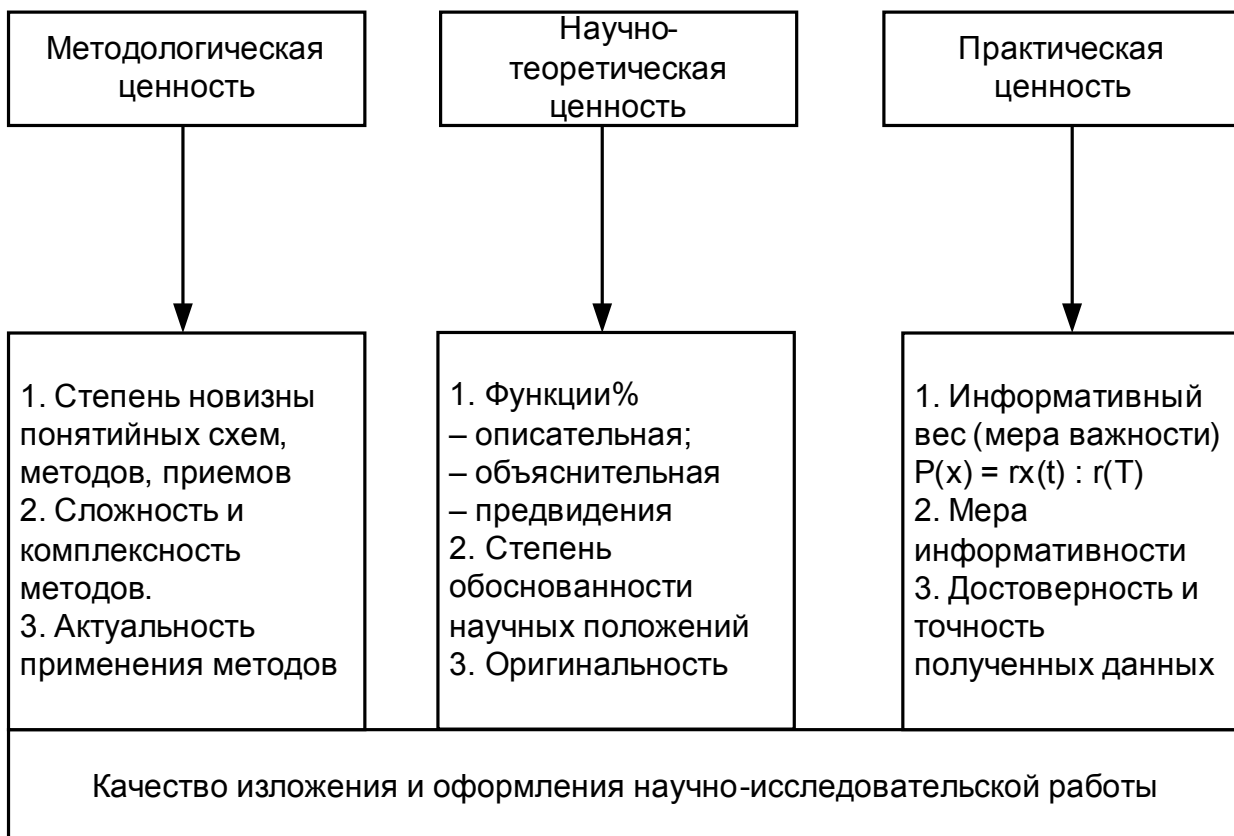 Методологическая
ценность
Научно-
теоретическая
ценность
Практическая
ценность
1. Степень новизны
понятийных схем,
методов, приемов
2. Сложность и
комплексность
методов.
3. Актуальность
применения методов
1. Функции%
– описательная;
– объяснительная
– предвидения
2. Степень
обоснованности
научных положений
3. Оригинальность
1. Информативный
вес (мера важности)
P(x) = rx(t) : r(T)
2. Мера
информативности
3. Достоверность и
точность
полученных данных
Качество изложения и оформления научно-исследовательской работы